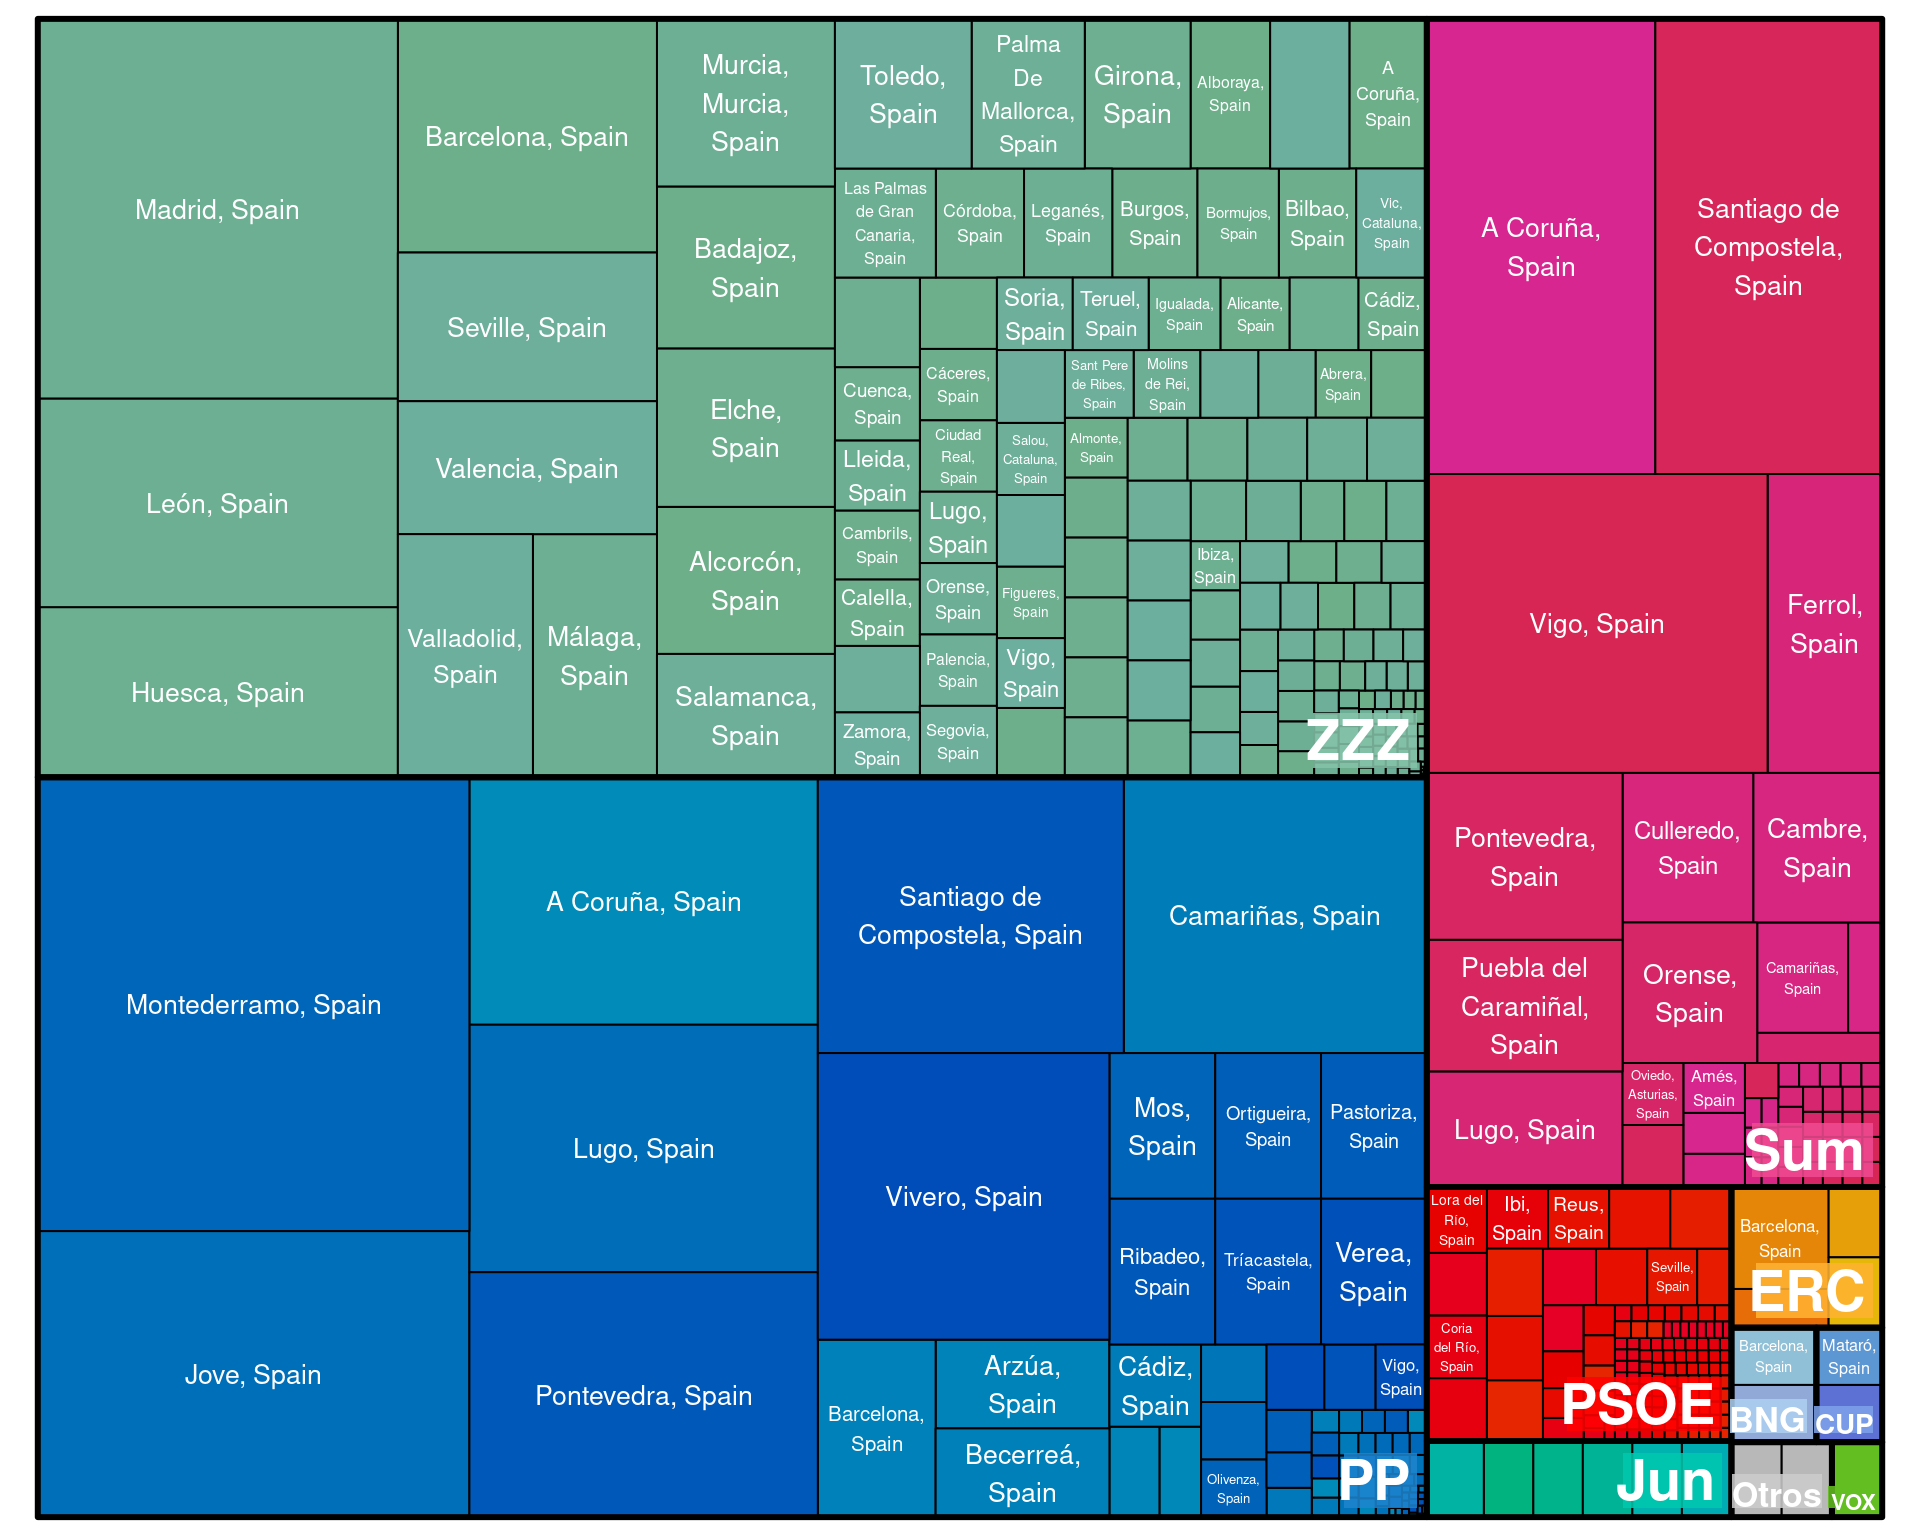 Madrid, Spain
León, Spain
Huesca, Spain
Barcelona, Spain
Seville, Spain
Valencia, Spain
Valladolid,
Spain
Málaga,
Spain
Murcia,
Murcia,
Spain
Badajoz,
Spain
Elche,
Spain
Alcorcón,
Spain
Salamanca,
Spain
Toledo,
Spain
Palma
De
Mallorca,
Spain
Girona,
Spain
Alboraya,
Spain
A
Coruña,
Spain
Las Palmas
de Gran
Canaria,
Spain
Córdoba,
Spain
Leganés,
Spain
Burgos,
Spain
Bormujos,
Spain
Bilbao,
Spain
Vic,
Cataluna,
Spain
Cuenca,
Spain
Lleida,
Spain
Cambrils,
Spain
Calella,
Spain
Zamora,
Spain
Cáceres,
Spain
Ciudad
Real,
Spain
Lugo,
Spain
Orense,
Spain
Palencia,
Spain
Segovia,
Spain
Soria,
Spain
Teruel,
Spain
Igualada,
Spain
Alicante,
Spain
Cádiz,
Spain
Salou,
Cataluna,
Spain
Figueres,
Spain
Vigo,
Spain
Sant Pere
de Ribes,
Spain
Molins
de Rei,
Spain
Abrera,
Spain
Almonte,
Spain
Ibiza,
Spain
ZZZ
Montederramo, Spain
Jove, Spain
A Coruña, Spain
Lugo, Spain
Pontevedra, Spain
Santiago de
Compostela, Spain
Camariñas, Spain
Vivero, Spain
Mos,
Spain
Ortigueira,
Spain
Pastoriza,
Spain
Ribadeo,
Spain
Tríacastela,
Spain
Verea,
Spain
Barcelona,
Spain
Arzúa,
Spain
Becerreá,
Spain
Cádiz,
Spain
Olivenza,
Spain
Vigo,
Spain
PP
A Coruña,
Spain
Santiago de
Compostela,
Spain
Vigo, Spain
Ferrol,
Spain
Pontevedra,
Spain
Culleredo,
Spain
Cambre,
Spain
Puebla del
Caramiñal,
Spain
Orense,
Spain
Camariñas,
Spain
Lugo, Spain
Oviedo,
Asturias,
Spain
Amés,
Spain
Sum
Lora del
Río,
Spain
Ibi,
Spain
Reus,
Spain
Seville,
Spain
Coria
del Río,
Spain
PSOE
Barcelona,
Spain
ERC
Barcelona,
Spain
BNG
Mataró,
Spain
CUP
Jun
Otros
VOX